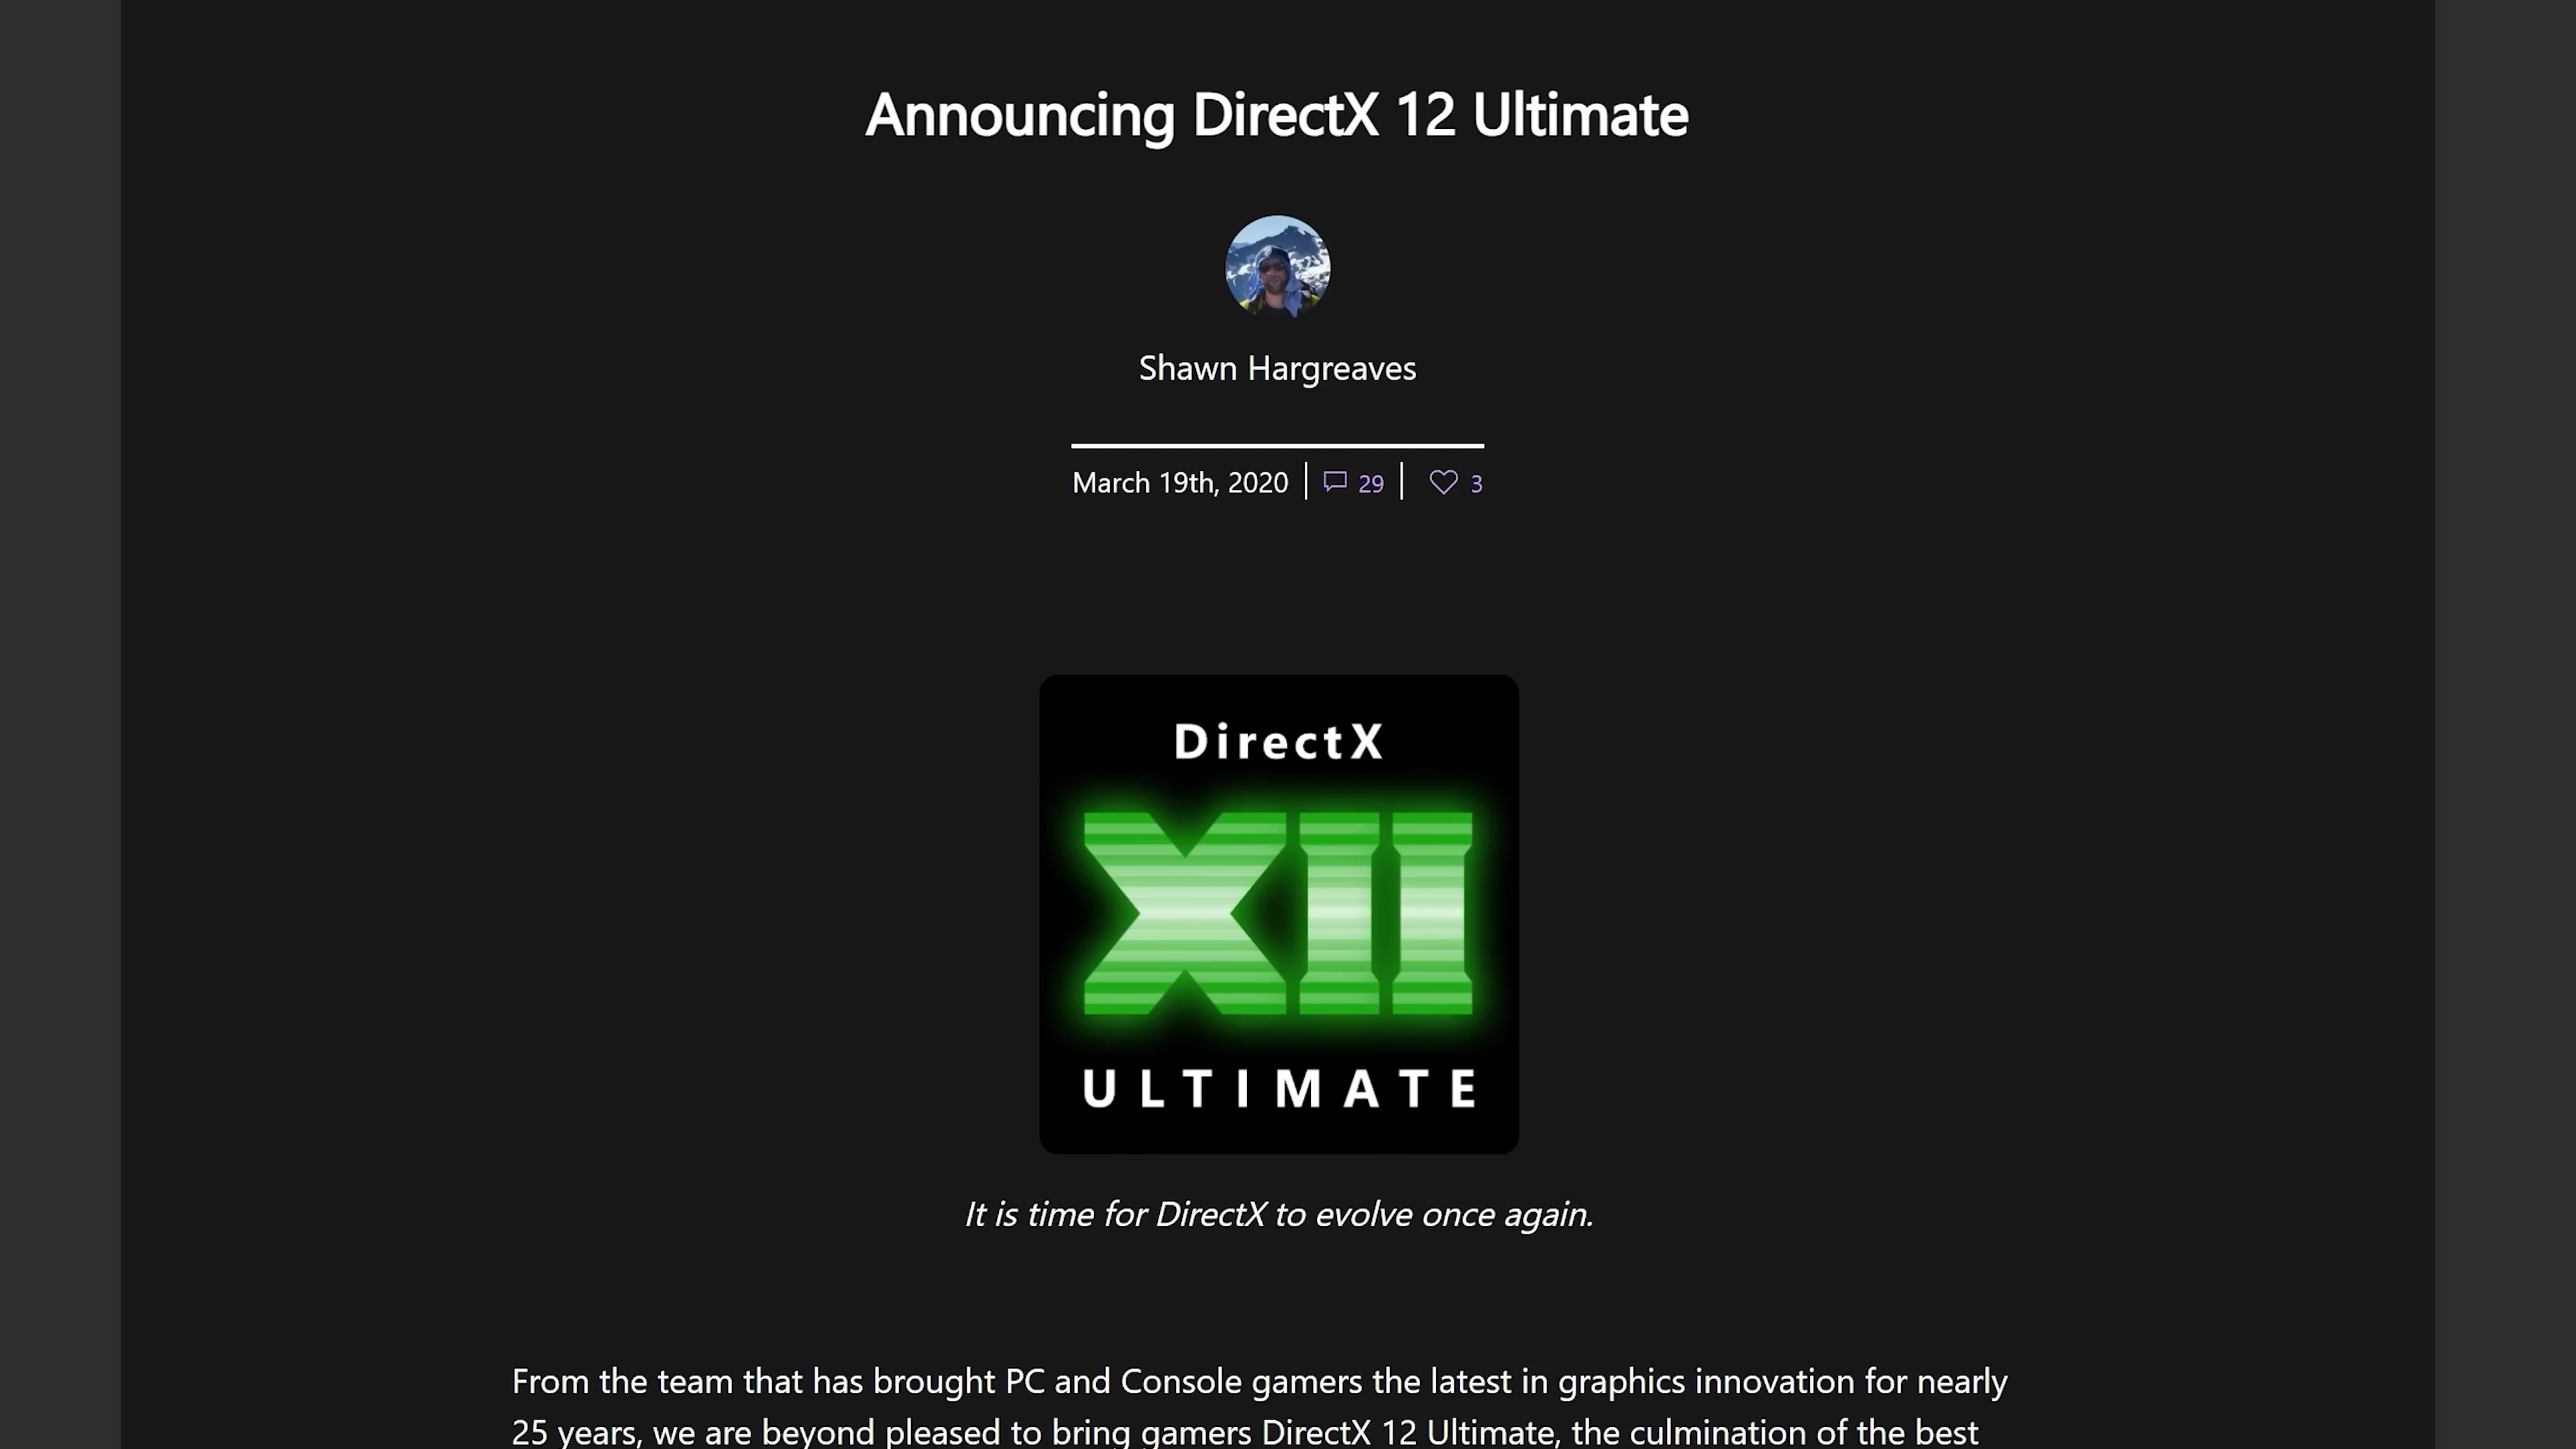 Announcing DirectX 12 Ultimate
Shawn Hargreaves
March 19th, 2020 29 3
DirectX
XII
ULTIMATE
It is time for DirectX to evolve once again.
From the team that has brought PC and Console gamers the latest in graphics innovation for nearly
25 years, we are beyond pleased to bring gamers DirectX 12 Ultimate, the culmination of the best